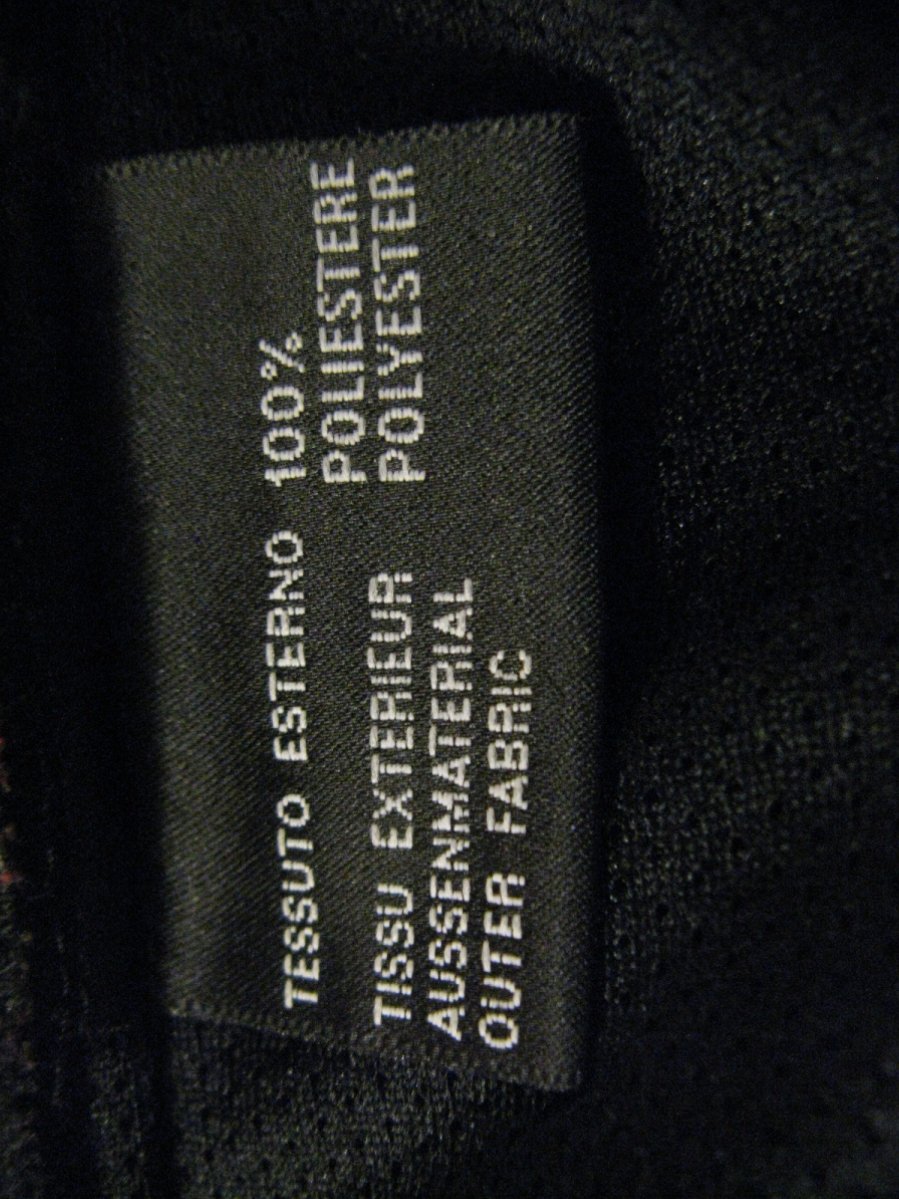 TESSUTO ESTERNO 100%
POLIESTERE
TISSU EXTERIEUR POLYESTER
AUSSENMATERIAL
OUTER FABRIC